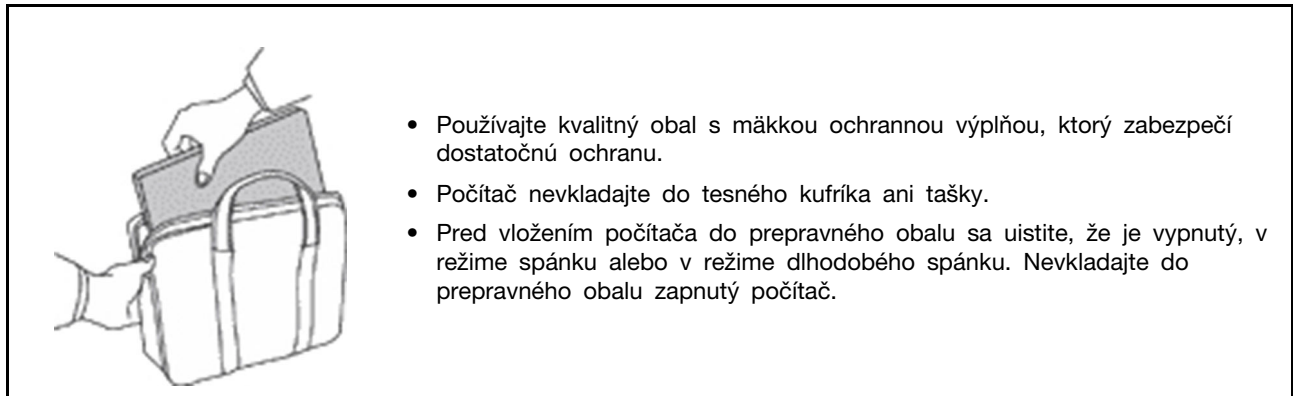 • Používajte kvalitný obal s mäkkou ochrannou výplňou, ktorý zabezpečí
dostatočnú ochranu.
• Počítač nevkladajte do tesného kufríka ani tašky.
• Pred vložením počítača do prepravného obalu sa uistite, že je vypnutý, v
režime spánku alebo v režime dlhodobého spánku. Nevkladajte do
prepravného obalu zapnutý počítač.